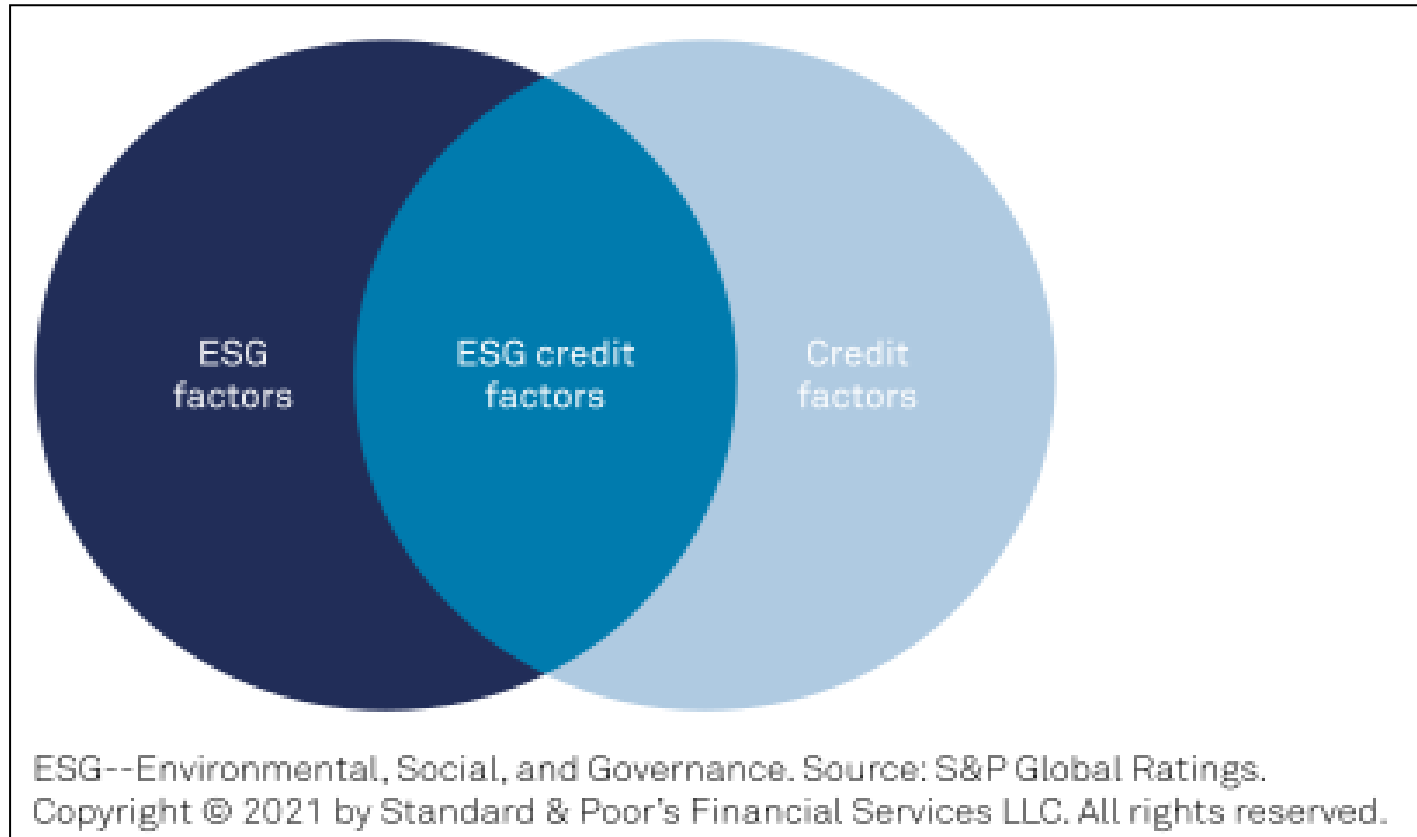 ESG
factors
ESG credit
factors
Credit
factors
ESG--Environmental, Social, and Governance. Source: S&P Global Ratings.
Copyright © 2021 by Standard & Poor's Financial Services LLC. All rights reserved.